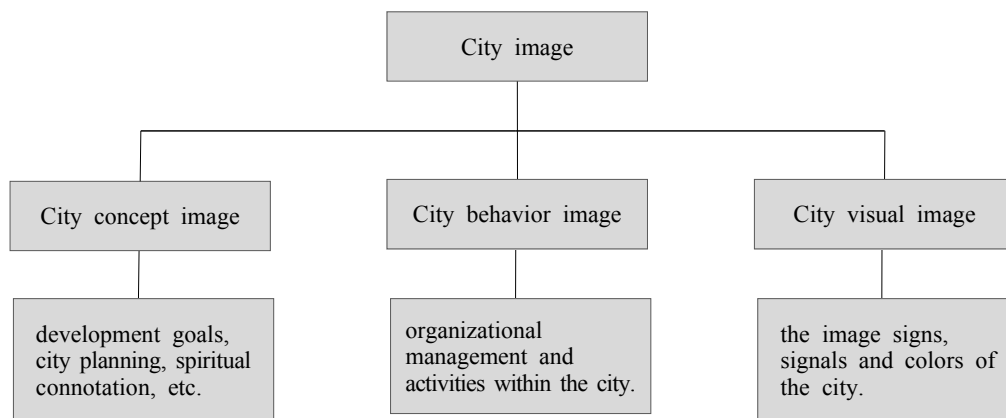 City image
City concept image
City behavior image
City visual image
development goals,
city planning, spiritual
connotation, etc.
organizational
management and
activities within the city.
the image signs,
signals and colors of
the city.